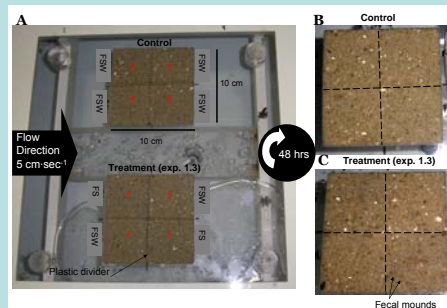 A
Control
FSW
FSW
FSW
FSW
10 cm
10 cm
Flow
Direction
5 cm·sec-1
48 hrs
Treatment (exp. 1.3)
FS
FSW
FSW
FS
Plastic divider
B
Control
C
Treatment (exp. 1.3)
Fecal mounds